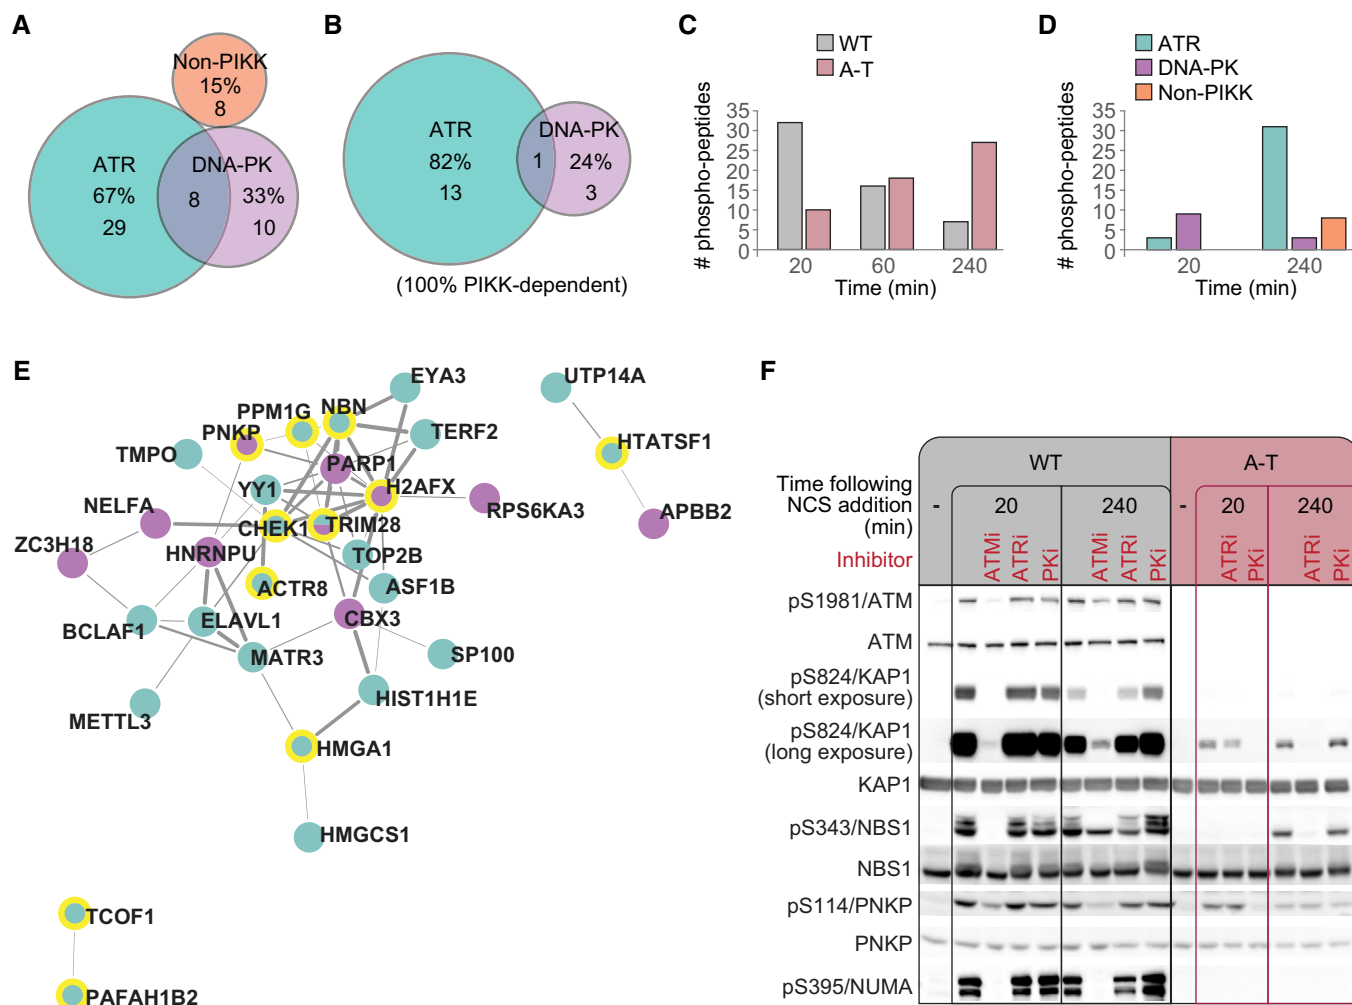 A
Non-PIKK
15%
8
ATR
67%
29
8
DNA-PK
33%
10
B
ATR
82%
13
1
DNA-PK
24%
3
(100% PIKK-dependent)
C
WT
A-T
# phospho-peptides
35
30
25
20
15
10
5
0
20
60
240
Time (min)
D
ATR
DNA-PK
Non-PIKK
# phospho-peptides
35
30
25
20
15
10
5
0
20
240
Time (min)
E
EYA3
UTP14A
PPM1G
NBN
PNKP
TERF2
HTATSF1
TMPO
PARP1
YY1
H2AFX
NELFA
RPS6KA3
APBB2
CHEK1
TRIM28
ZC3H18
HNRNPU
TOP2B
ACTR8
ASF1B
BCLAF1
ELAVL1
CBX3
MATR3
SP100
METTL3
HIST1H1E
HMGA1
HMGCS1
TCOF1
PAFAH1B2
F
WT
A-T
Time following
NCS addition
(min)
-
20
240
-
20
240
Inhibitor
ATMi
ATRi
PKi
ATMi
ATRi
PKi
ATRi
PKi
ATRi
PKi
pS1981/ATM
ATM
pS824/KAP1
(short exposure)
pS824/KAP1
(long exposure)
KAP1
pS343/NBS1
NBS1
pS114/PNKP
PNKP
pS395/NUMA